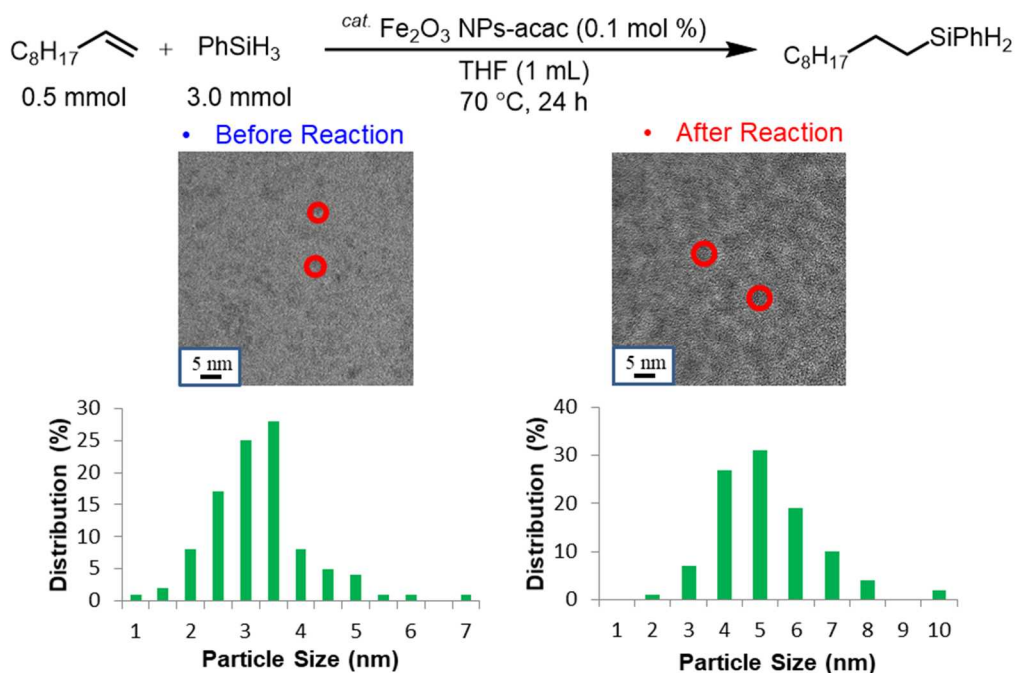 C8H17 + PhSiH3 cat. Fe2O3 NPs-acac (0.1 mol %) C8H17 SiPhH2
0.5 mmol 3.0 mmol THF (1 mL)
70 °C, 24 h
• Before Reaction
5 nm
Distribution (%)
30
25
20
15
10
5
0
1 2 3 4 5 6 7
Particle Size (nm)
• After Reaction
5 nm
Distribution (%)
40
30
20
10
0
1 2 3 4 5 6 7 8 9 10
Particle Size (nm)